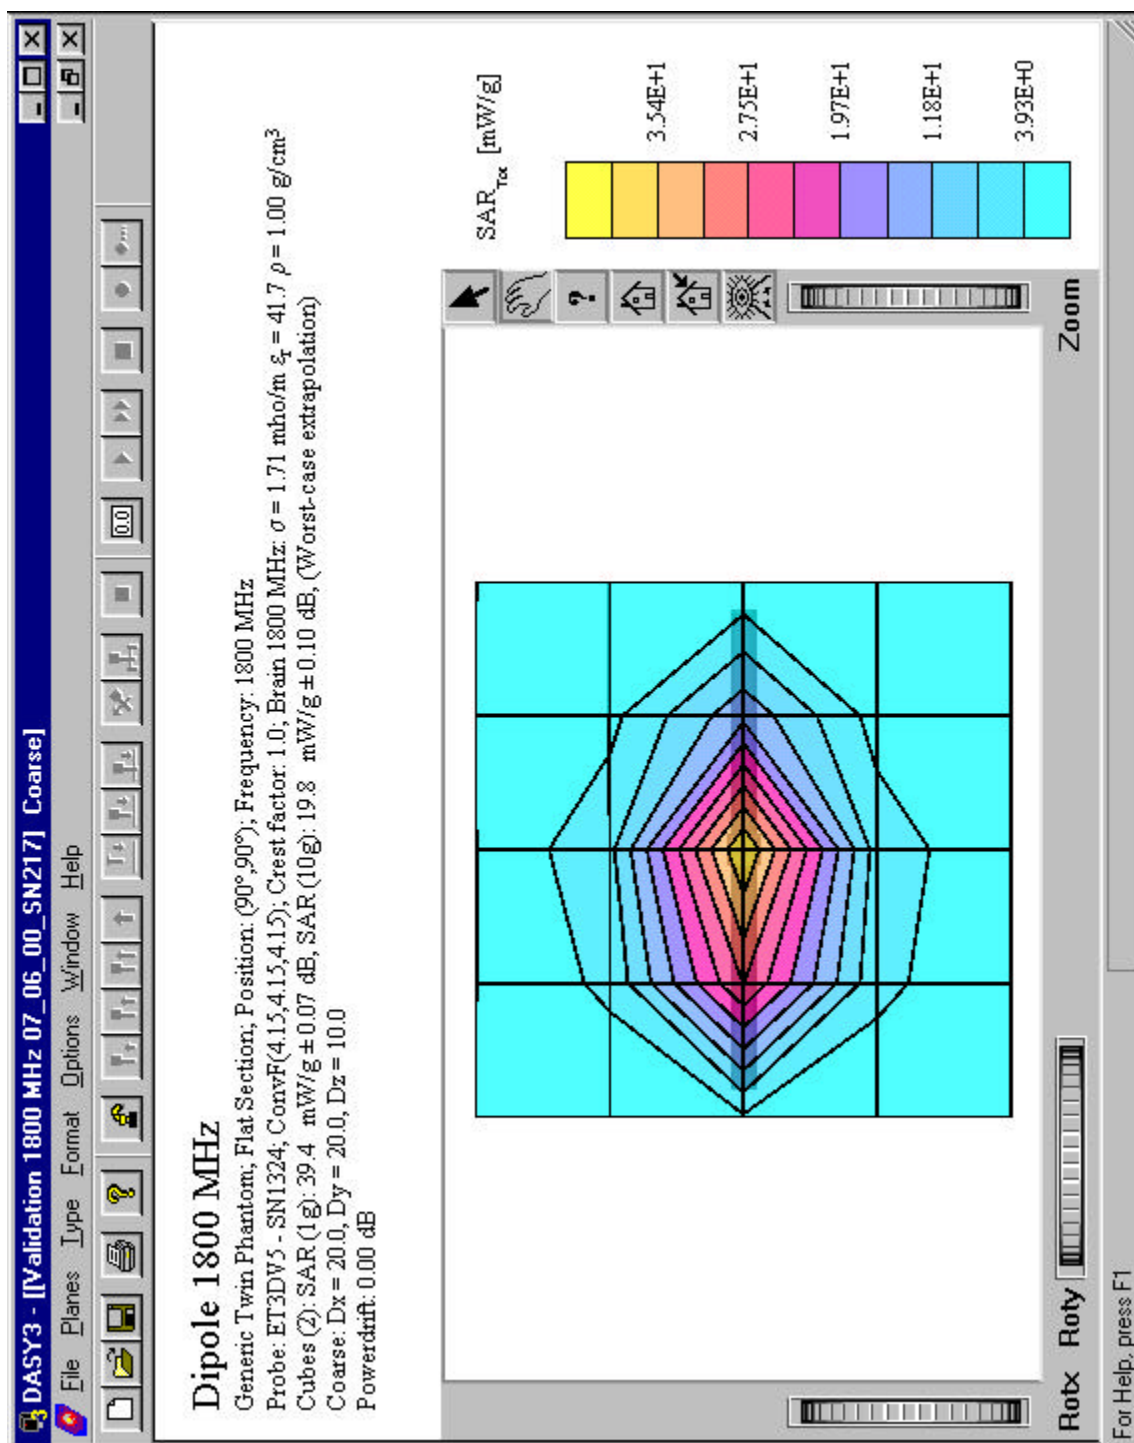 DASY3 - [[Validation 1800 MHz 07_06_00_SN217] Coarse]
File Planes Type Format Options Window Help
0.0
Dipole 1800 MHz
Generic Twin Phantom; Flat Section; Position: (90°,90°); Frequency: 1800 MHz
Probe: ET3DV5 - SN1324; ConvF(4.15,4.15,4.15); Crest factor: 1.0; Brain 1800 MHz: σ = 1.71 mho/m εr = 41.7 ρ = 1.00 g/cm³
Cubes (2): SAR (1g): 39.4 mW/g ± 0.07 dB, SAR (10g): 19.8 mW/g ± 0.10 dB, (Worst-case extrapolation)
Coarse: Dx = 20.0, Dy = 20.0, Dz = 10.0
Powerdrift: 0.00 dB
SARTot [mW/g]
3.54E+1
2.75E+1
1.97E+1
1.18E+1
3.93E+0
Rotx Roty Zoom
For Help, press F1